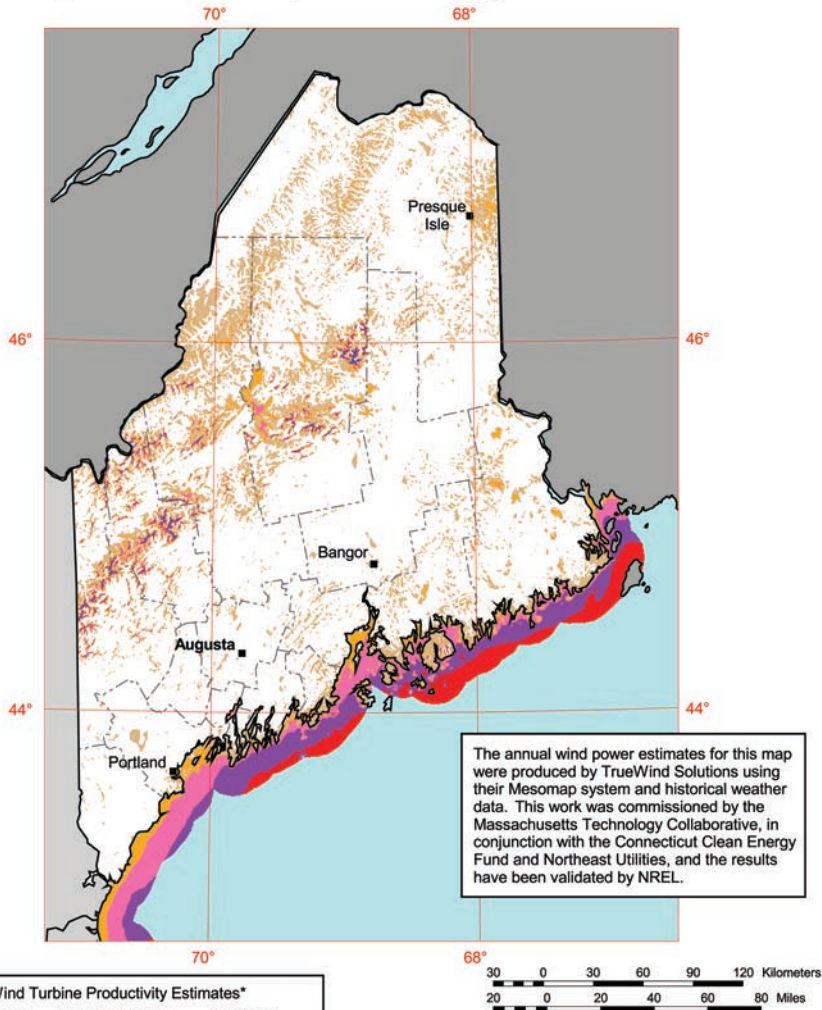 70° 68°
Presque
Isle
46° 46°
Bangor
Augusta
44° 44°
Portland
The annual wind power estimates for this map
were produced by TrueWind Solutions using
their Mesomap system and historical weather
data. This work was commissioned by the
Massachusetts Technology Collaborative, in
conjunction with the Connecticut Clean Energy
Fund and Northeast Utilities, and the results
have been validated by NREL.
70° 68°
Wind Turbine Productivity Estimates*
30 0 30 60 90 120 Kilometers
20 0 20 40 60 80 Miles